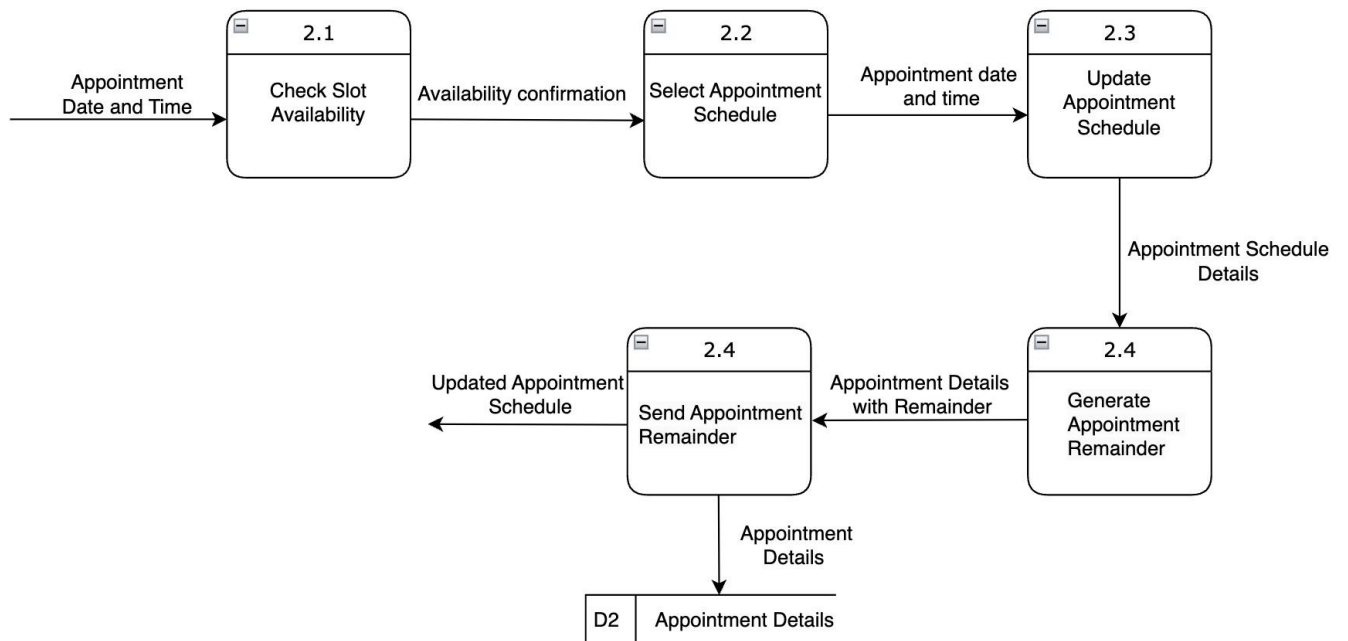 2.1
Check Slot
Availability
2.2
Select Appointment
Schedule
2.3
Update
Appointment
Schedule
Appointment
Date and Time
Availability confirmation
Appointment date
and time
Appointment Schedule
Details
2.4
Send Appointment
Remainder
2.4
Generate
Appointment
Remainder
Updated Appointment
Schedule
Appointment Details
with Remainder
Appointment
Details
D2
Appointment Details